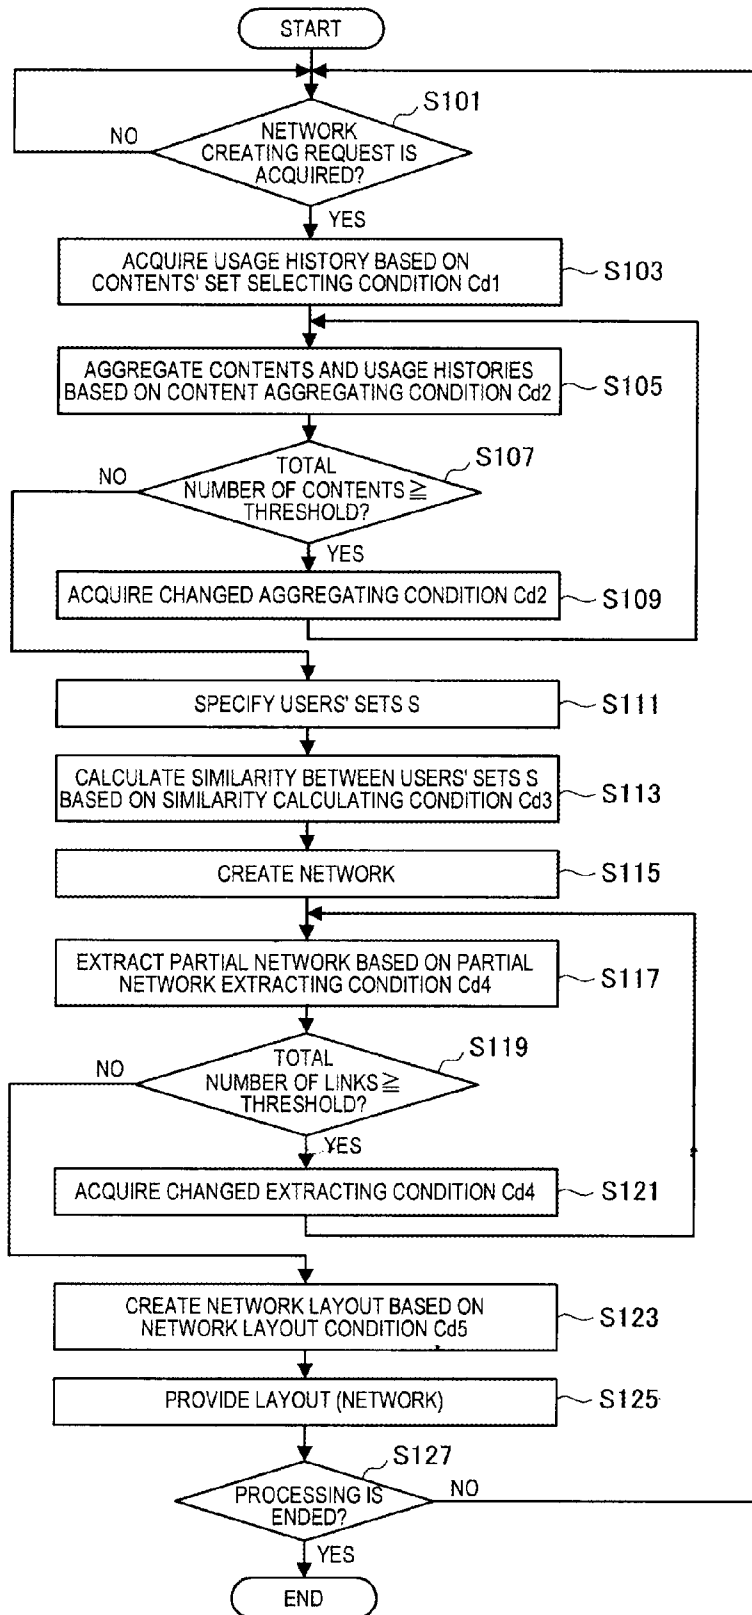 START
S101
NO
NETWORK
CREATING REQUEST IS
ACQUIRED?
YES
ACQUIRE USAGE HISTORY BASED ON
CONTENTS' SET SELECTING CONDITION Cd1
S103
AGGREGATE CONTENTS AND USAGE HISTORIES
BASED ON CONTENT AGGREGATING CONDITION Cd2
S105
S107
NO
TOTAL
NUMBER OF CONTENTS ≧
THRESHOLD?
YES
ACQUIRE CHANGED AGGREGATING CONDITION Cd2
S109
SPECIFY USERS' SETS S
S111
CALCULATE SIMILARITY BETWEEN USERS' SETS S
BASED ON SIMILARITY CALCULATING CONDITION Cd3
S113
CREATE NETWORK
S115
EXTRACT PARTIAL NETWORK BASED ON PARTIAL
NETWORK EXTRACTING CONDITION Cd4
S117
S119
NO
TOTAL
NUMBER OF LINKS ≧
THRESHOLD?
YES
ACQUIRE CHANGED EXTRACTING CONDITION Cd4
S121
CREATE NETWORK LAYOUT BASED ON
NETWORK LAYOUT CONDITION Cd5
S123
PROVIDE LAYOUT (NETWORK)
S125
S127
PROCESSING IS
ENDED?
NO
YES
END